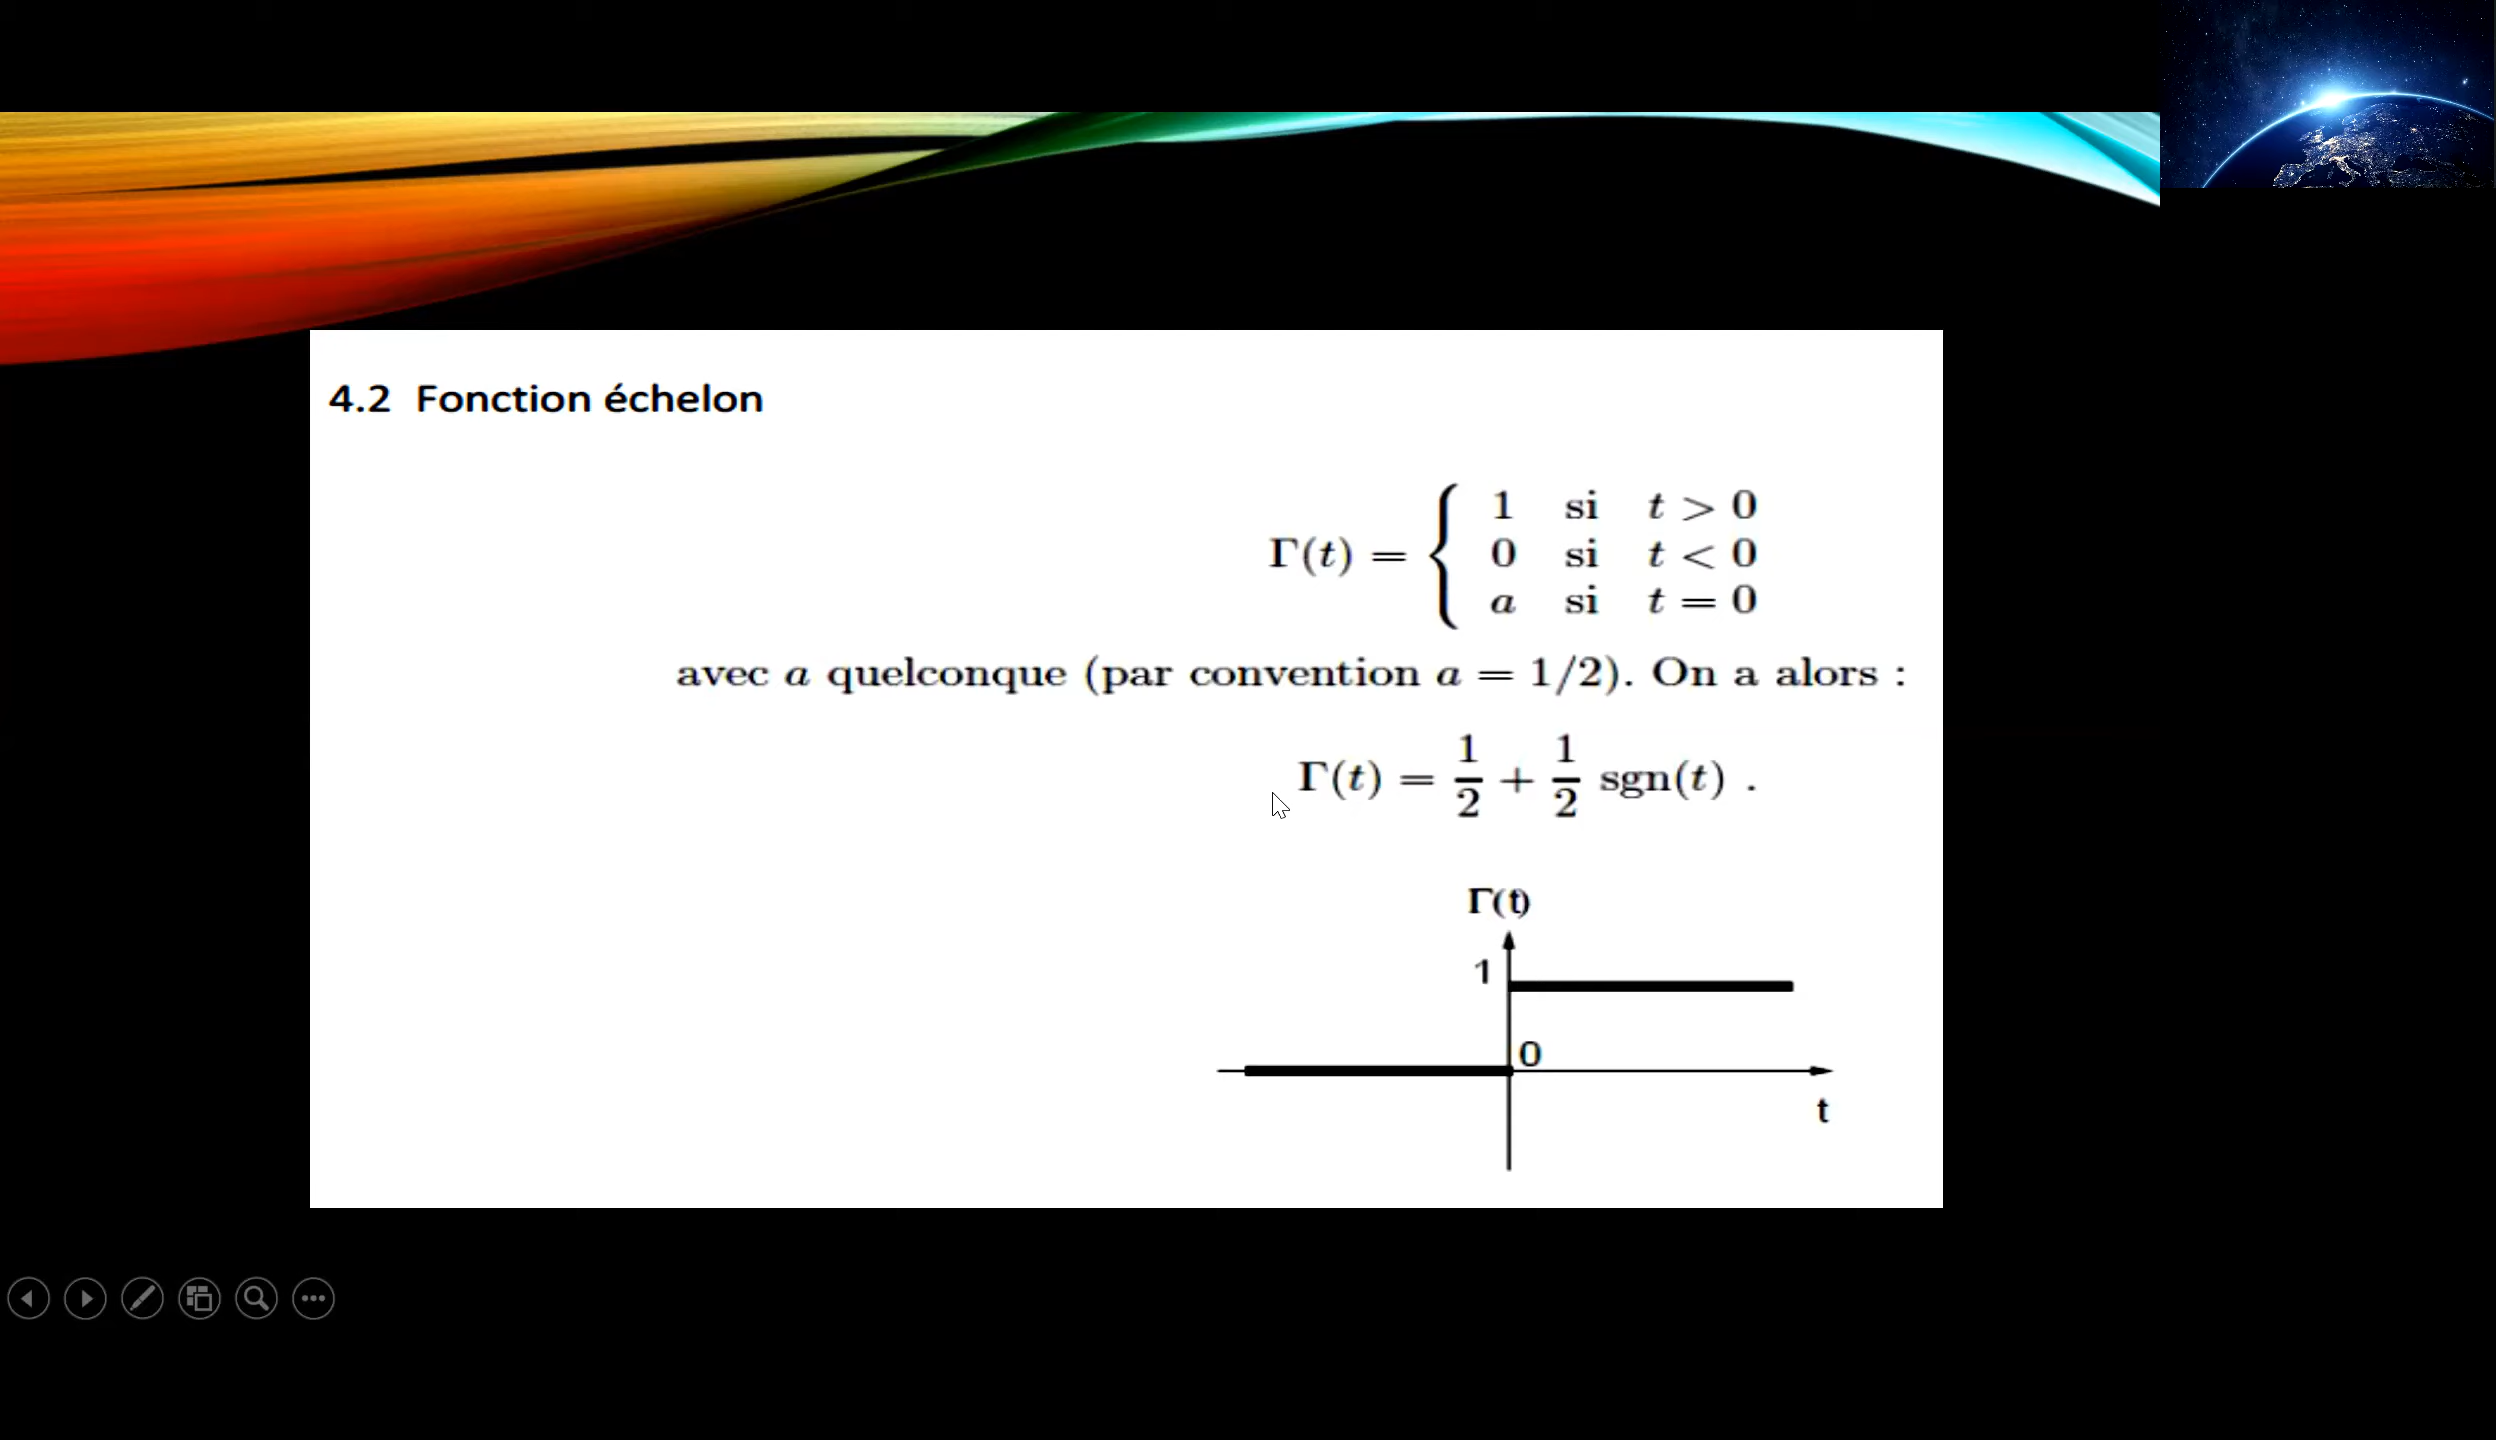 4.2 Fonction échelon
Γ(t) = { 1 si t > 0
0 si t < 0
a si t = 0
avec a quelconque (par convention a = 1/2). On a alors :
Γ(t) = 1/2 + 1/2 sgn(t) .
Γ(t)
1
0
t